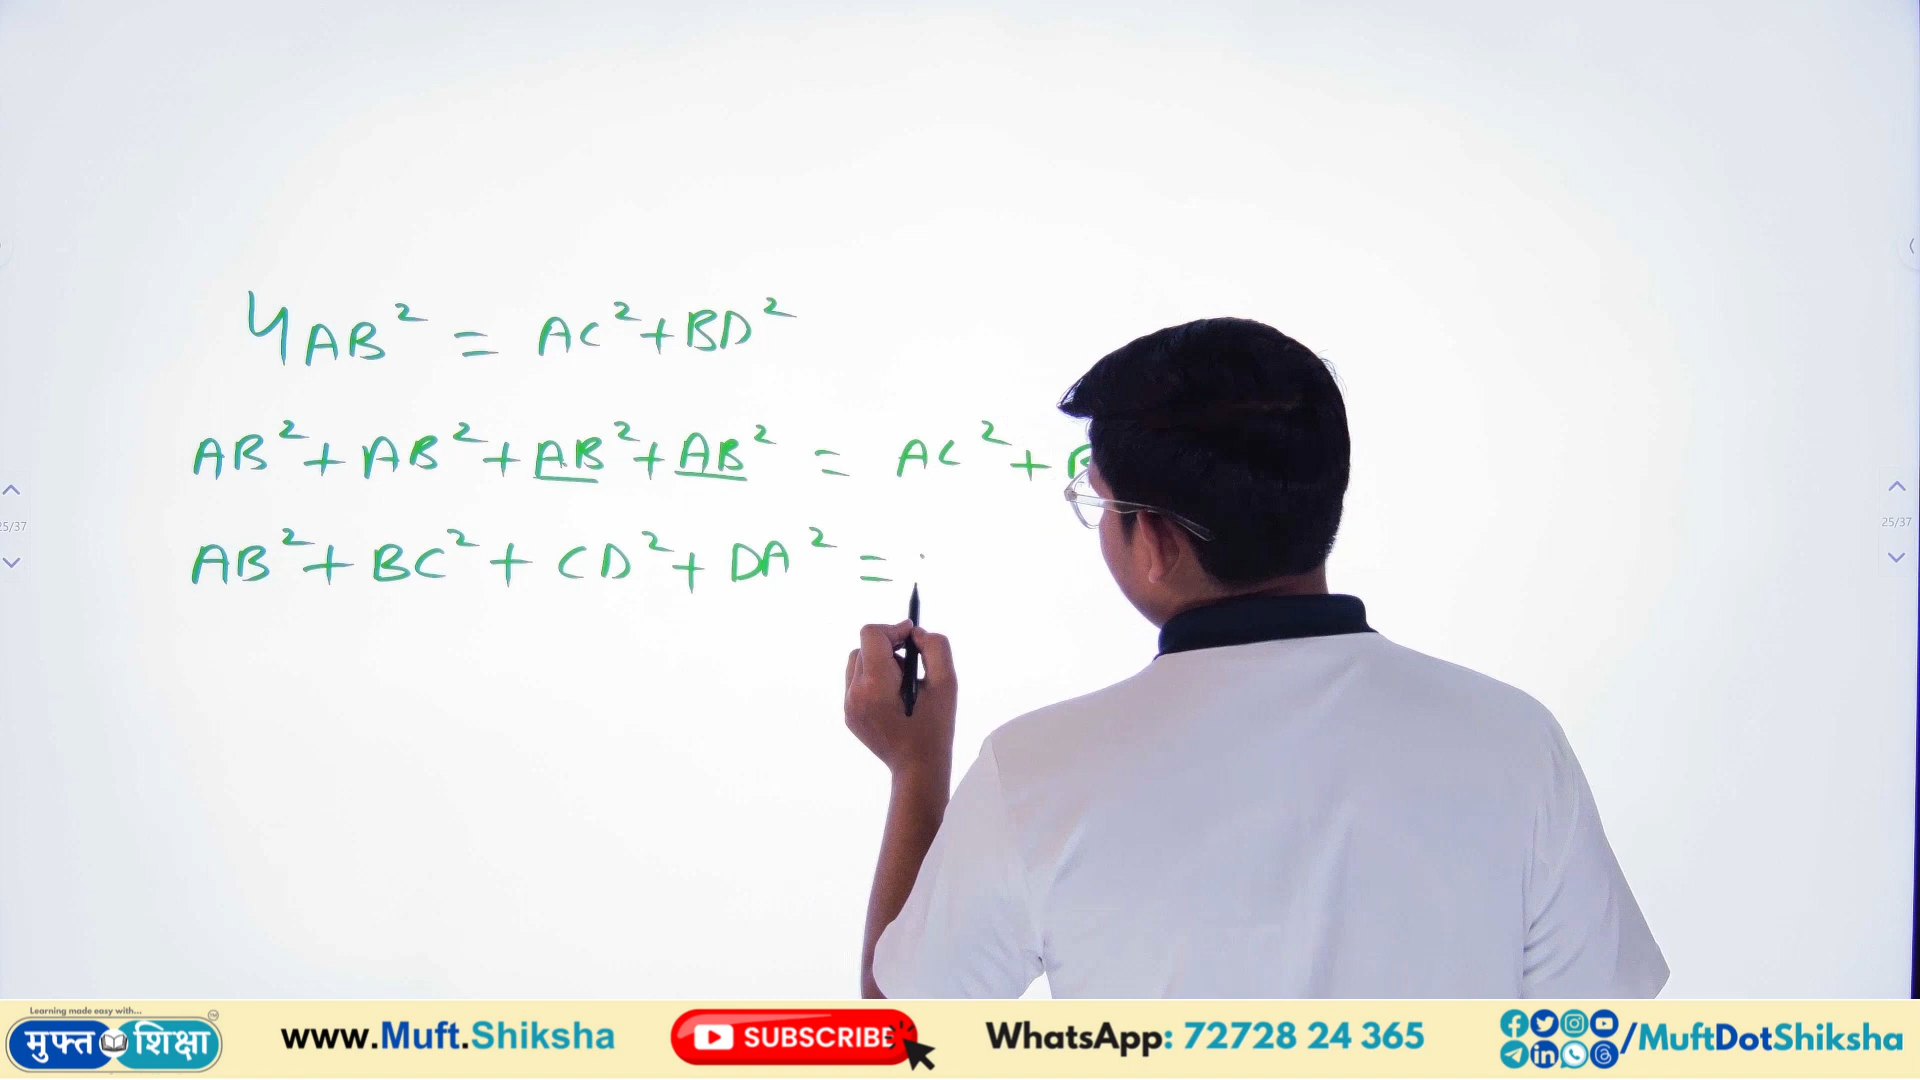 4AB² = AC²+BD²
AB²+AB²+AB²+AB² = AC²+
AB²+BC²+CD²+DA² =
25/37
25/37
Learning made easy with...
मुफ्त शिक्षा
www.Muft.Shiksha
SUBSCRIBE
WhatsApp: 72728 24 365
/MuftDotShiksha